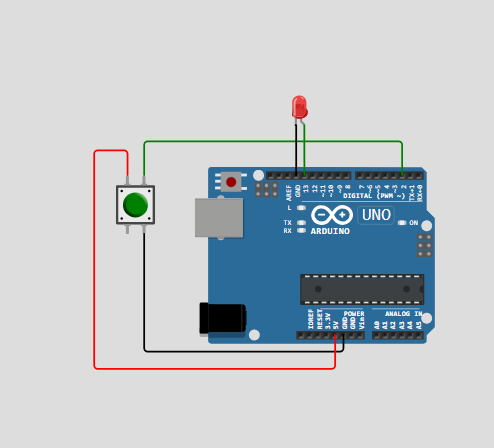 AREF
GND
13
12
~11
~10
~9
8
7
~6
~5
4
~3
2
TX→1
RX←0
DIGITAL (PWM ~)
L
TX
RX
UNO
ARDUINO
ON
IOREF
RESET
3.3V
5V
GND
GND
Vin
POWER
ANALOG IN
A0
A1
A2
A3
A4
A5